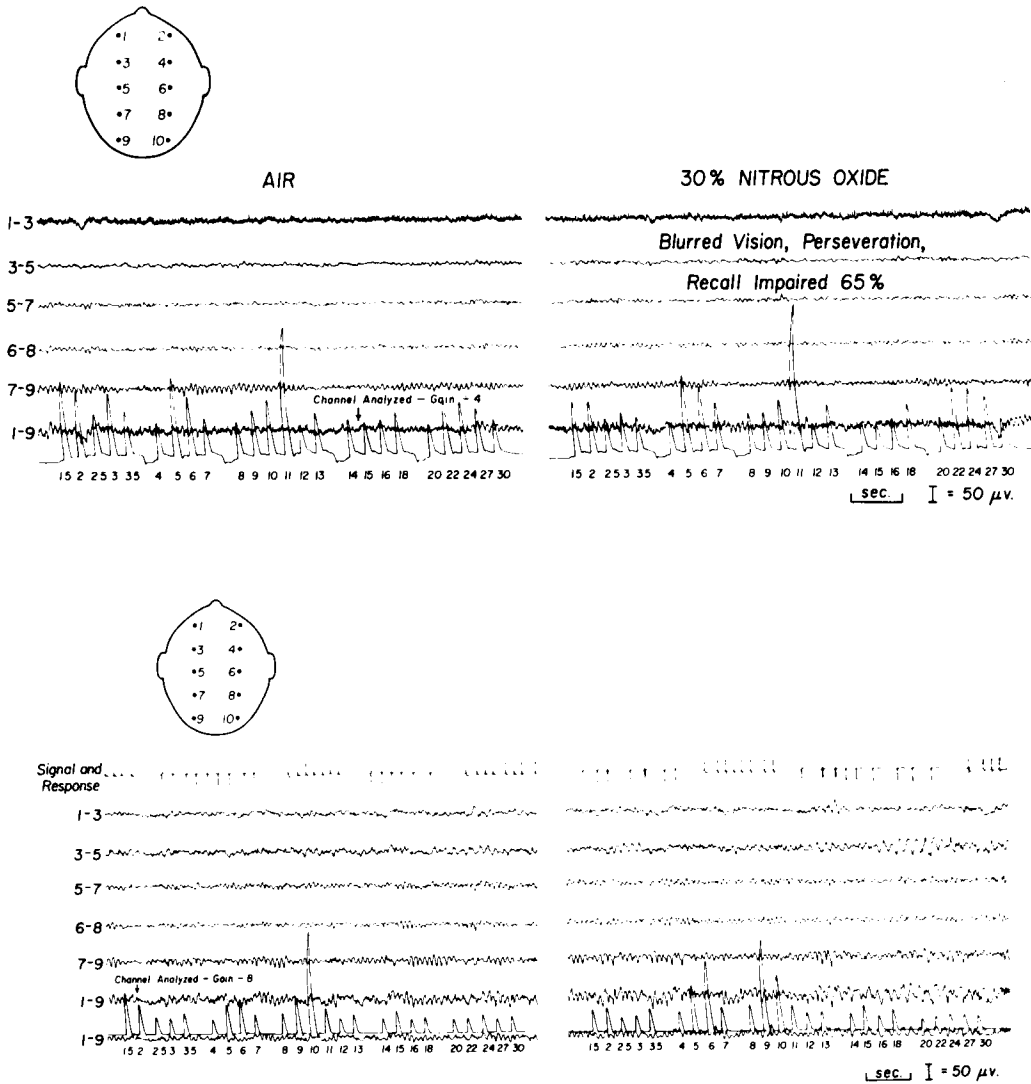 1 2
3 4
5 6
7 8
9 10
AIR
30% NITROUS OXIDE
1-3
3-5
5-7
6-8
7-9
1-9
Blurred Vision, Perseveration,
Recall Impaired 65%
Channel Analyzed - Gain - 4
15 2 25 3 35 4 5 6 7 8 9 10 11 12 13 14 15 16 18 20 22 24 27 30
15 2 25 3 35 4 5 6 7 8 9 10 11 12 13 14 15 16 18 20 22 24 27 30
sec. I = 50 μv.
1 2
3 4
5 6
7 8
9 10
Signal and
Response
1-3
3-5
5-7
6-8
7-9
Channel Analyzed - Gain - 8
1-9
1-9
15 2 25 3 35 4 5 6 7 8 9 10 11 12 13 14 15 16 18 20 22 24 27 30
15 2 25 3 35 4 5 6 7 8 9 10 11 12 13 14 15 16 18 20 22 24 27 30
sec. I = 50 μv.